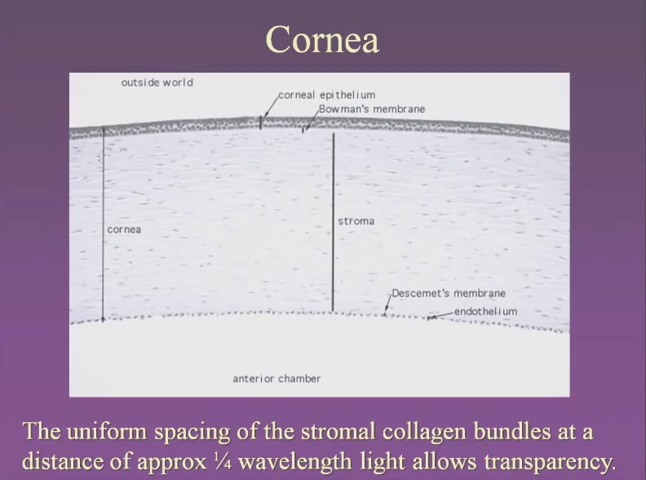 Cornea
outside world
corneal epithelium
Bowman's membrane
cornea
stroma
Descemet's membrane
endothelium
anterior chamber
The uniform spacing of the stromal collagen bundles at a
distance of approx ¼ wavelength light allows transparency.